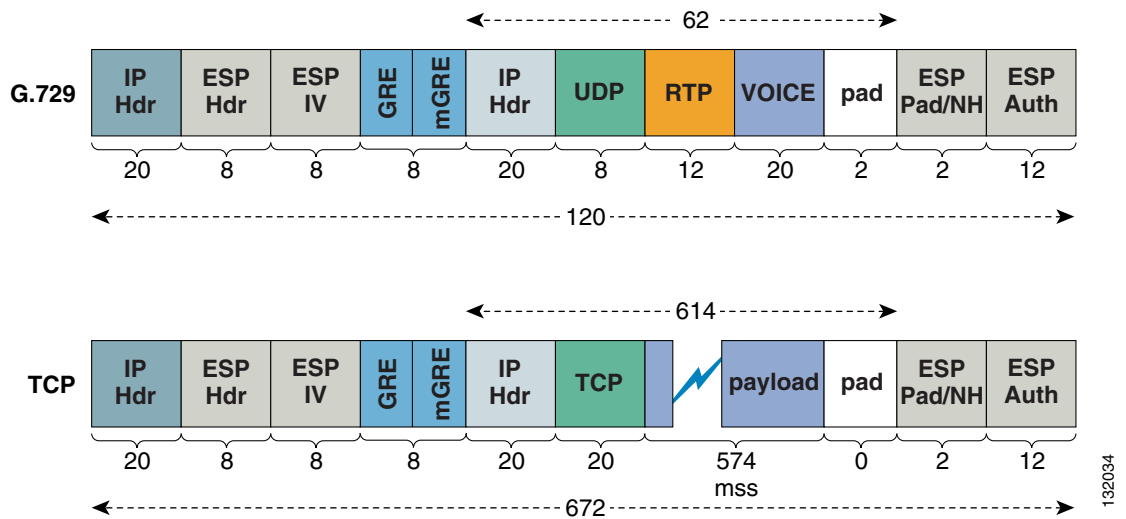 62
G.729
IP Hdr
ESP Hdr
ESP IV
GRE
mGRE
IP Hdr
UDP
RTP
VOICE
pad
ESP Pad/NH
ESP Auth
20 8 8 8 20 8 12 20 2 2 12
120
614
TCP
IP Hdr
ESP Hdr
ESP IV
GRE
mGRE
IP Hdr
TCP
payload
pad
ESP Pad/NH
ESP Auth
20 8 8 8 20 20 574 0 2 12
mss
672
132034